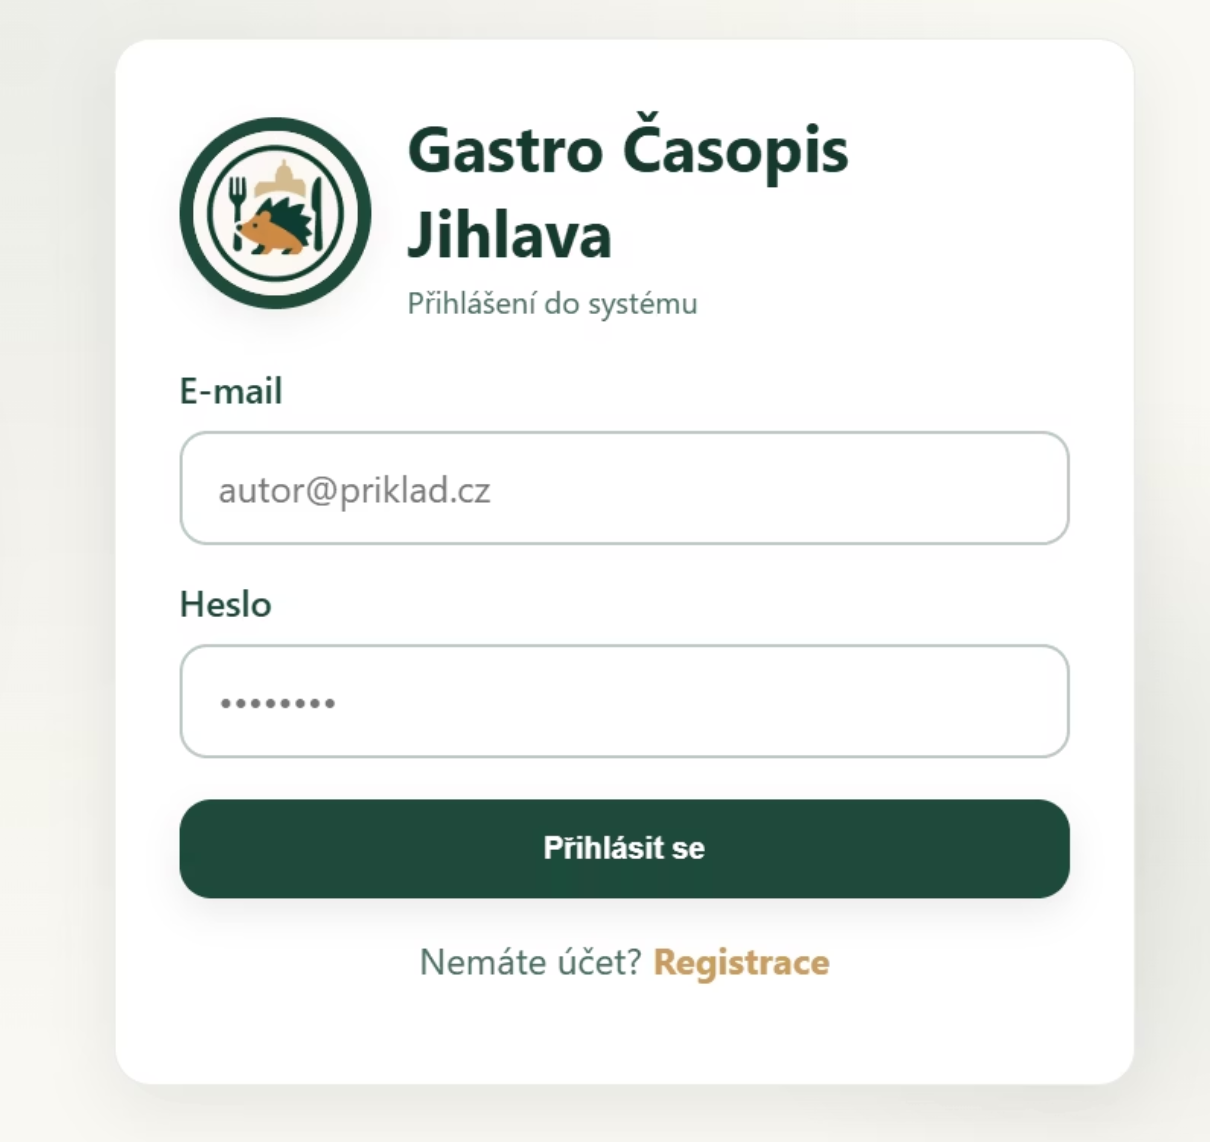 Gastro Časopis
Jihlava
Přihlášení do systému
E-mail
autor@priklad.cz
Heslo
••••••••
Přihlásit se
Nemáte účet? Registrace